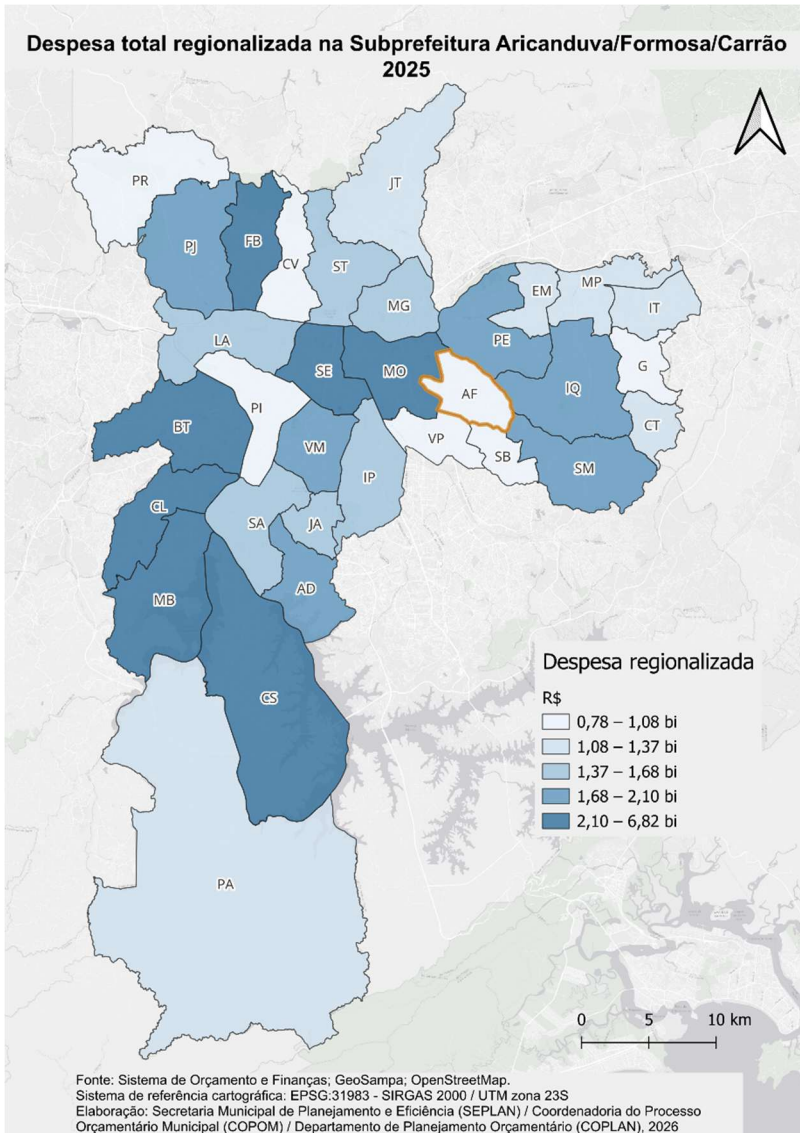 Despesa total regionalizada na Subprefeitura Aricanduva/Formosa/Carrão
2025
JT
PR
FB
PJ
CV
ST
EM
MP
IT
MG
LA
PE
G
SE
MO
IQ
AF
PI
BT
CT
VP
VM
SB
SM
IP
CL
SA
JA
AD
MB
CS
PA
Despesa regionalizada
R$
0,78 – 1,08 bi
1,08 – 1,37 bi
1,37 – 1,68 bi
1,68 – 2,10 bi
2,10 – 6,82 bi
0 5 10 km
Fonte: Sistema de Orçamento e Finanças; GeoSampa; OpenStreetMap.
Sistema de referência cartográfica: EPSG:31983 - SIRGAS 2000 / UTM zona 23S
Elaboração: Secretaria Municipal de Planejamento e Eficiência (SEPLAN) / Coordenadoria do Processo
Orçamentário Municipal (COPOM) / Departamento de Planejamento Orçamentário (COPLAN), 2026